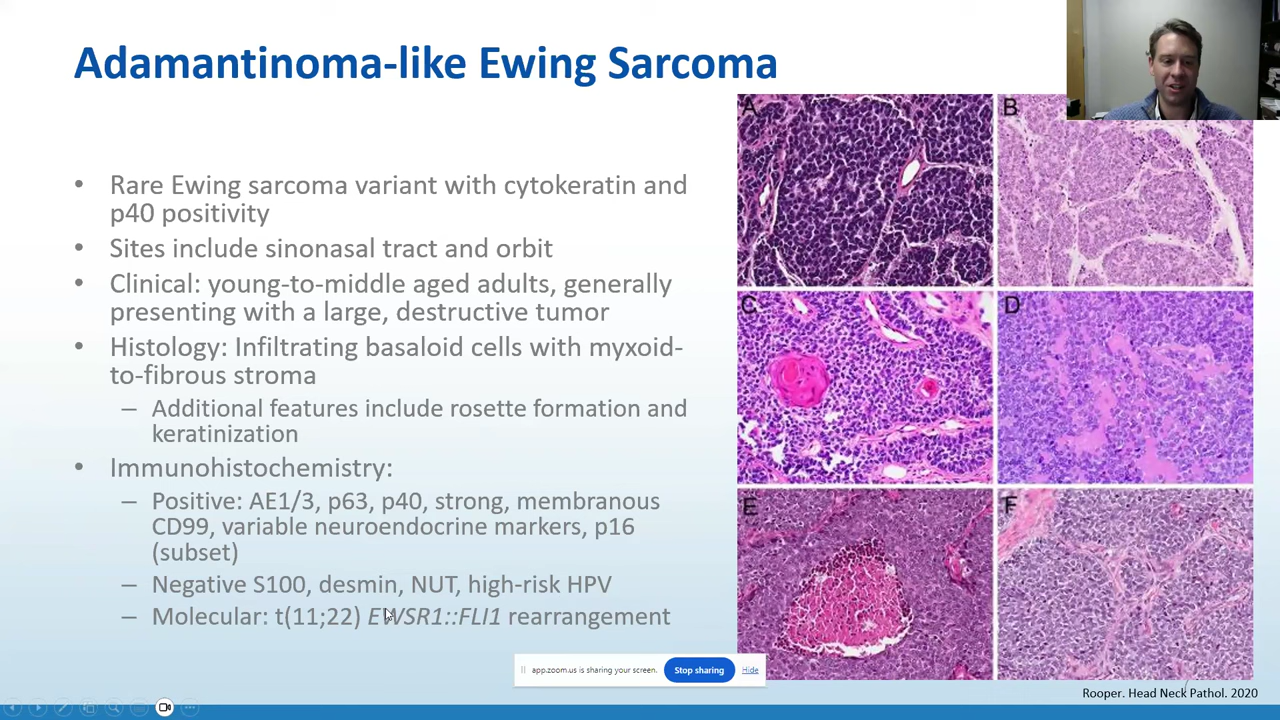 Adamantinoma-like Ewing Sarcoma
• Rare Ewing sarcoma variant with cytokeratin and
p40 positivity
• Sites include sinonasal tract and orbit
• Clinical: young-to-middle aged adults, generally
presenting with a large, destructive tumor
• Histology: Infiltrating basaloid cells with myxoid-
to-fibrous stroma
– Additional features include rosette formation and
keratinization
• Immunohistochemistry:
– Positive: AE1/3, p63, p40, strong, membranous
CD99, variable neuroendocrine markers, p16
(subset)
– Negative S100, desmin, NUT, high-risk HPV
– Molecular: t(11;22) EWSR1::FLI1 rearrangement
A
B
C
D
E
F
app.zoom.us is sharing your screen. Stop sharing Hide
Rooper. Head Neck Pathol. 2020